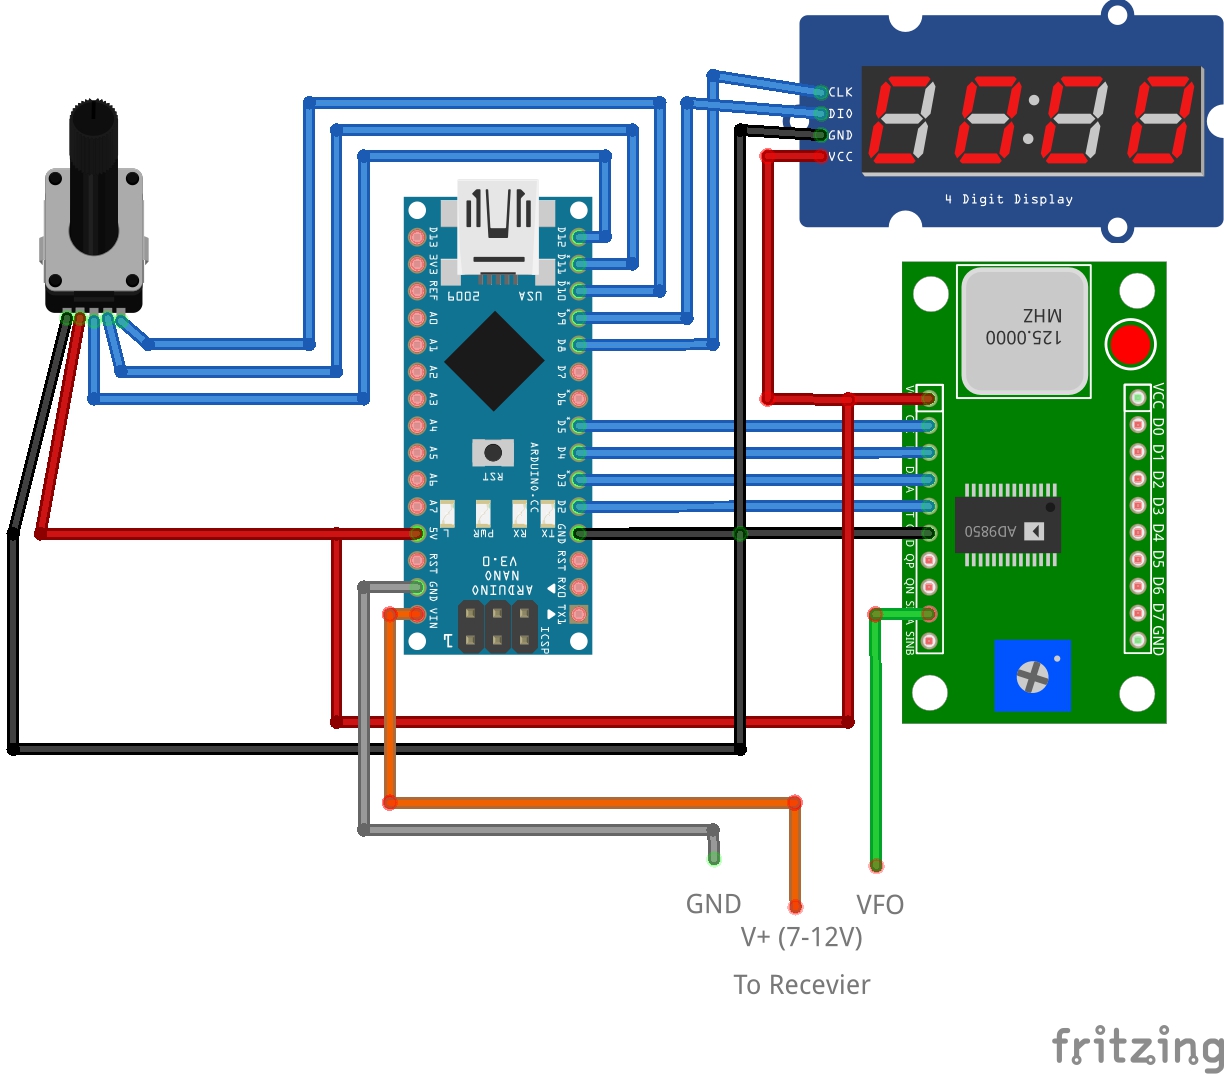 CLK
DIO
GND
VCC
4 Digit Display
D13
3V3
REF
A0
A1
A2
A3
A4
A5
A6
A7
5V
RST
GND
VIN
D12
D11
D10
D9
D8
D7
D6
D5
D4
D3
D2
GND
RST
RX0
TX1
USA
2009
RST
ARDUINO.CC
L
PWR
RX
TX
ARDUINO
NANO
V3.0
ICSP
1
125.0000
MHZ
AD9850
QP
QN
SINB
VCC
D0
D1
D2
D3
D4
D5
D6
D7
GND
GND
VFO
V+ (7-12V)
To Recevier
fritzing